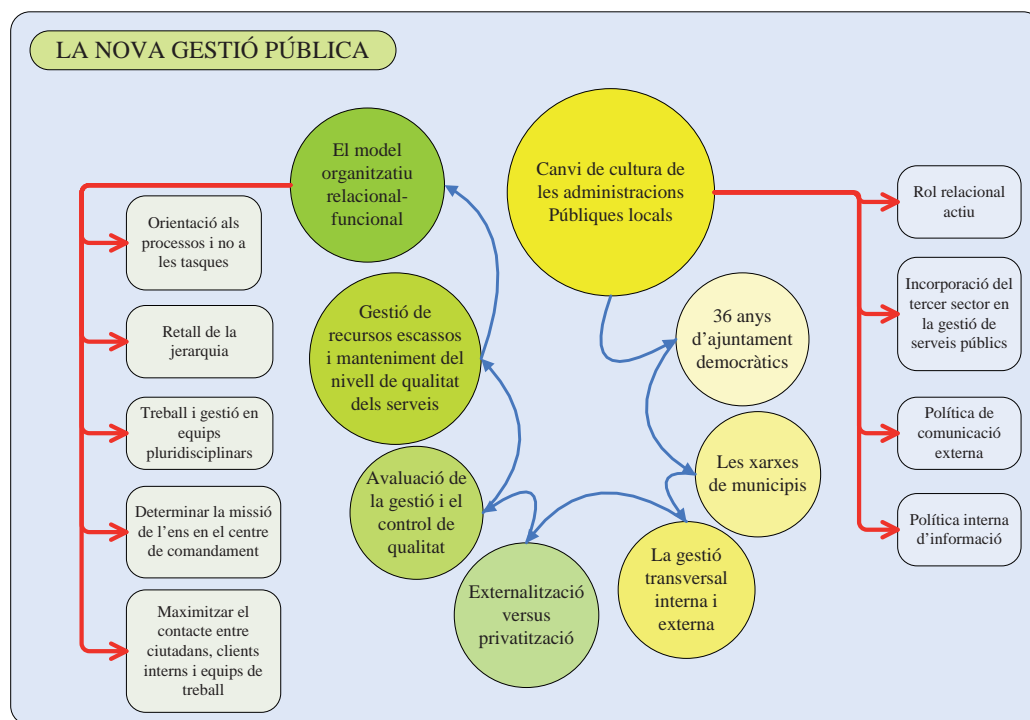 LA NOVA GESTIÓ PÚBLICA
El model
organitzatiu
relacional-
funcional
Orientació als
processos i no a
les tasques
Retall de la
jerarquia
Treball i gestió en
equips
pluridisciplinars
Determinar la missió
de l'ens en el centre
de comandament
Maximitzar el
contacte entre
ciutadans, clients
interns i equips de
treball
Gestió de
recursos escassos
i manteniment del
nivell de qualitat
dels serveis
Avaluació de
la gestió i el
control de
qualitat
Externalització
versus
privatització
La gestió
transversal
interna i
externa
Les xarxes
de municipis
36 anys
d'ajuntament
democràtics
Canvi de cultura de
les administracions
Públiques locals
Rol relacional
actiu
Incorporació del
tercer sector en
la gestió de
serveis públics
Política de
comunicació
externa
Política interna
d'informació